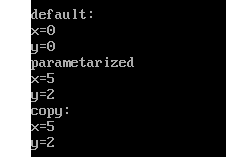 default:
x=0
y=0
parametarized
x=5
y=2
copy:
x=5
y=2